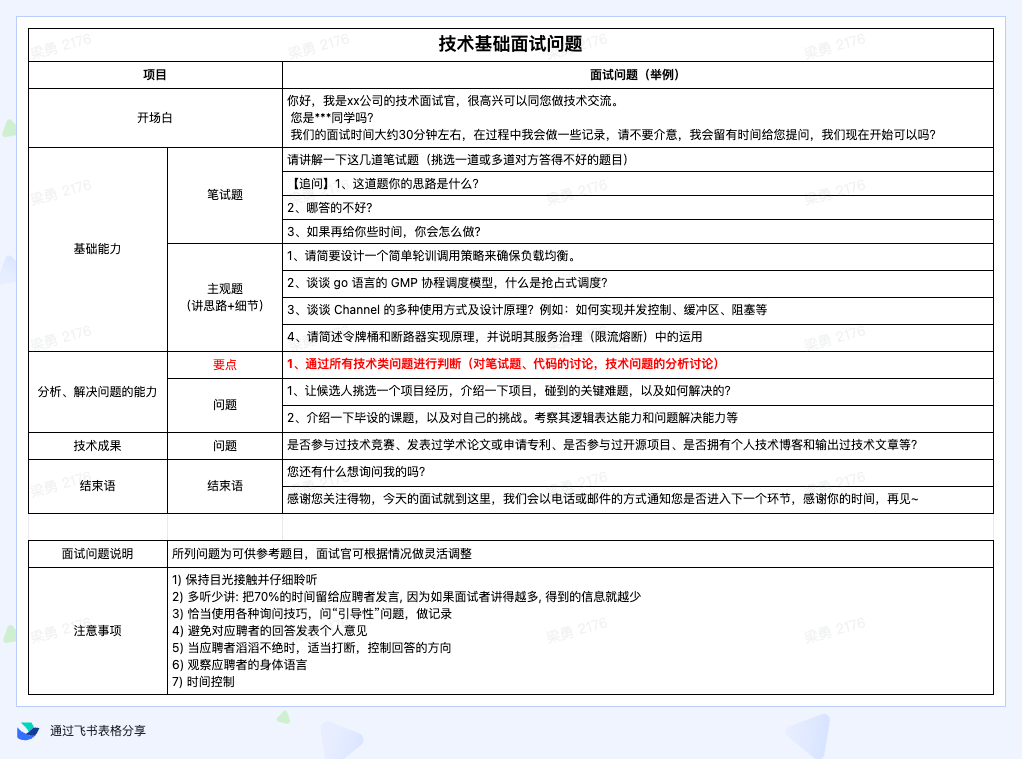 技术基础面试问题
项目
面试问题（举例）
开场白
你好，我是xx公司的技术面试官，很高兴可以同您做技术交流。
您是***同学吗？
我们的面试时间大约30分钟左右，在过程中我会做一些记录，请不要介意，我会留有时间给您提问，我们现在开始可以吗？
基础能力
笔试题
请讲解一下这几道笔试题（挑选一道或多道对方答得不好的题目）
【追问】1、这道题你的思路是什么？
2、哪答的不好？
3、如果再给你些时间，你会怎么做？
主观题
（讲思路+细节）
1、请简要设计一个简单轮训调用策略来确保负载均衡。
2、谈谈 go 语言的 GMP 协程调度模型，什么是抢占式调度？
3、谈谈 Channel 的多种使用方式及设计原理？例如：如何实现并发控制、缓冲区、阻塞等
4、请简述令牌桶和断路器实现原理，并说明其服务治理（限流熔断）中的运用
分析、解决问题的能力
要点
1、通过所有技术类问题进行判断（对笔试题、代码的讨论，技术问题的分析讨论）
问题
1、让候选人挑选一个项目经历，介绍一下项目，碰到的关键难题，以及如何解决的？
2、介绍一下毕设的课题，以及对自己的挑战。考察其逻辑表达能力和问题解决能力等
技术成果
问题
是否参与过技术竞赛、发表过学术论文或申请专利、是否参与过开源项目、是否拥有个人技术博客和输出过技术文章等？
结束语
结束语
您还有什么想询问我的吗？
感谢您关注得物，今天的面试就到这里，我们会以电话或邮件的方式通知您是否进入下一个环节，感谢你的时间，再见~
面试问题说明
所列问题为可供参考题目，面试官可根据情况做灵活调整
注意事项
1) 保持目光接触并仔细聆听
2) 多听少讲: 把70%的时间留给应聘者发言, 因为如果面试者讲得越多, 得到的信息就越少
3) 恰当使用各种询问技巧，问“引导性”问题，做记录
4) 避免对应聘者的回答发表个人意见
5) 当应聘者滔滔不绝时，适当打断，控制回答的方向
6) 观察应聘者的身体语言
7) 时间控制
通过飞书表格分享
梁勇 2176